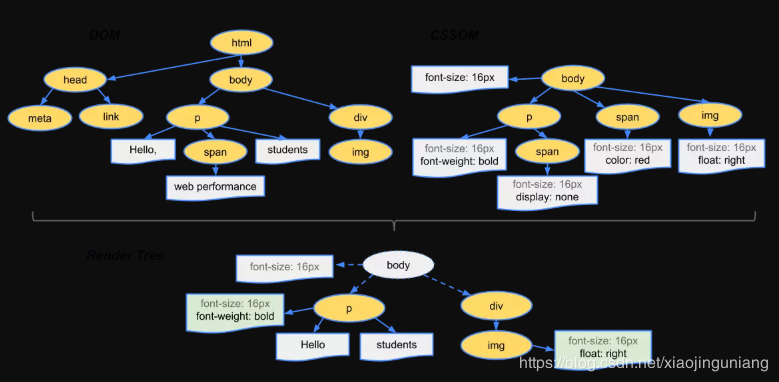 DOM
CSSOM
html
head
body
meta
link
p
div
Hello,
span
students
img
web performance
font-size: 16px
body
p
span
img
font-size: 16px
font-weight: bold
span
font-size: 16px
color: red
font-size: 16px
float: right
font-size: 16px
display: none
Render Tree
font-size: 16px
body
font-size: 16px
font-weight: bold
p
div
Hello
students
img
font-size: 16px
float: right
https://blog.csdn.net/xiaojinguniang